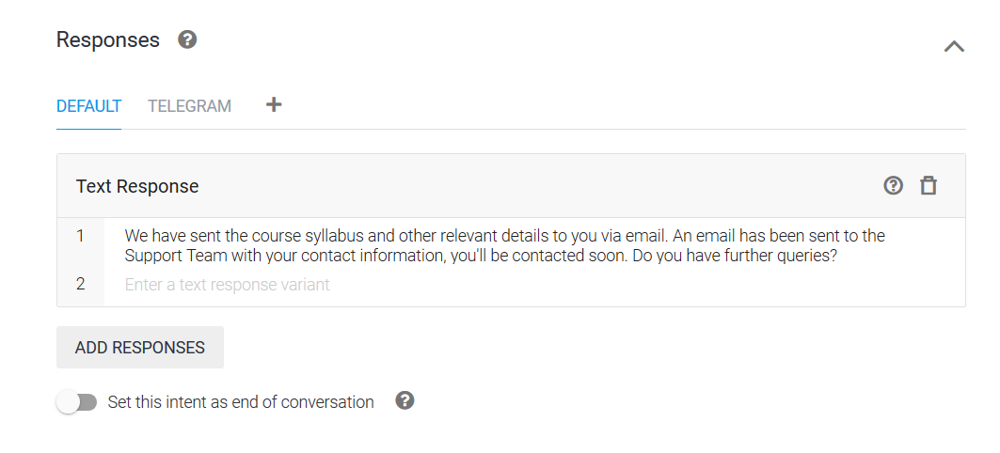 Responses
DEFAULT TELEGRAM
Text Response
1 We have sent the course syllabus and other relevant details to you via email. An email has been sent to the
Support Team with your contact information, you'll be contacted soon. Do you have further queries?
2 Enter a text response variant
ADD RESPONSES
Set this intent as end of conversation